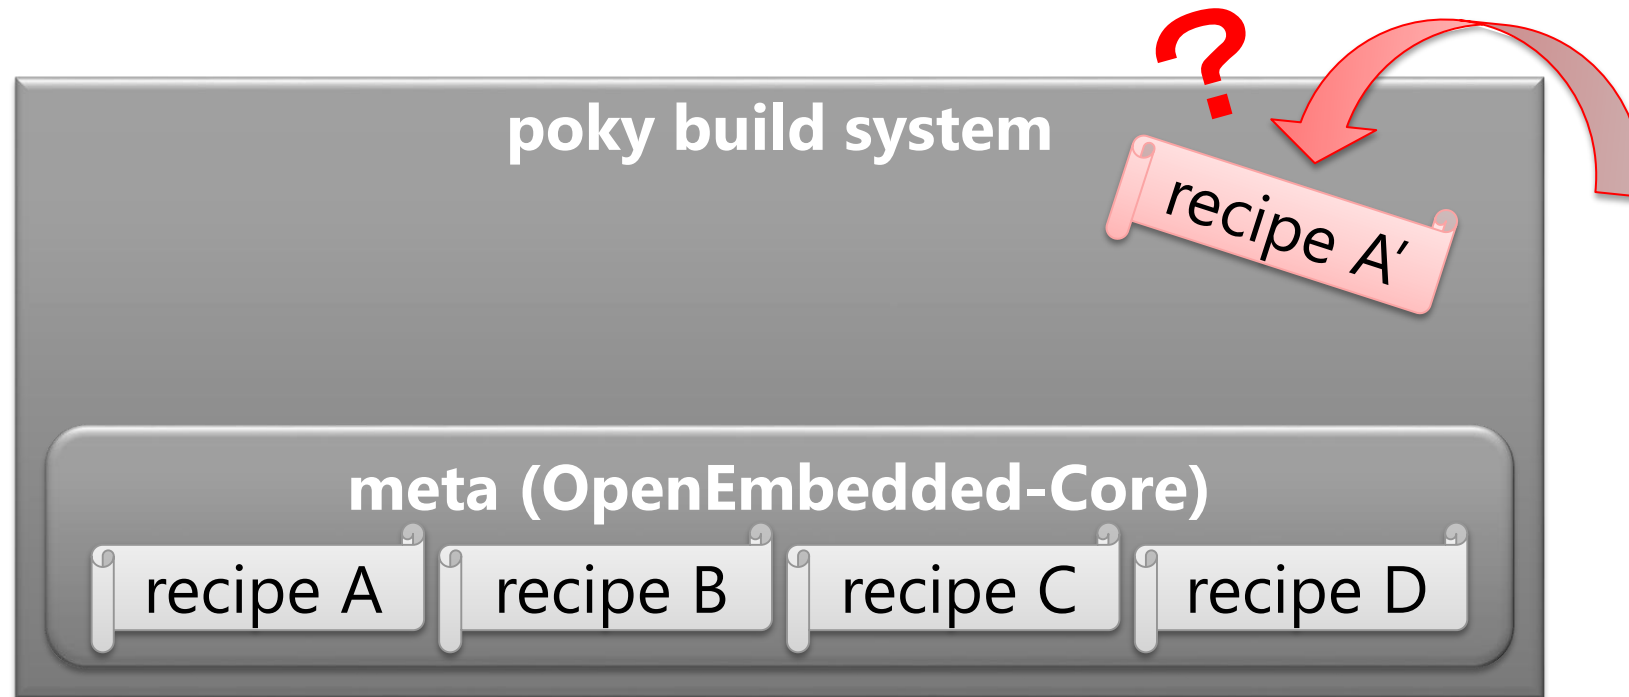 ?
poky build system
recipe A′
meta (OpenEmbedded-Core)
recipe A
recipe B
recipe C
recipe D